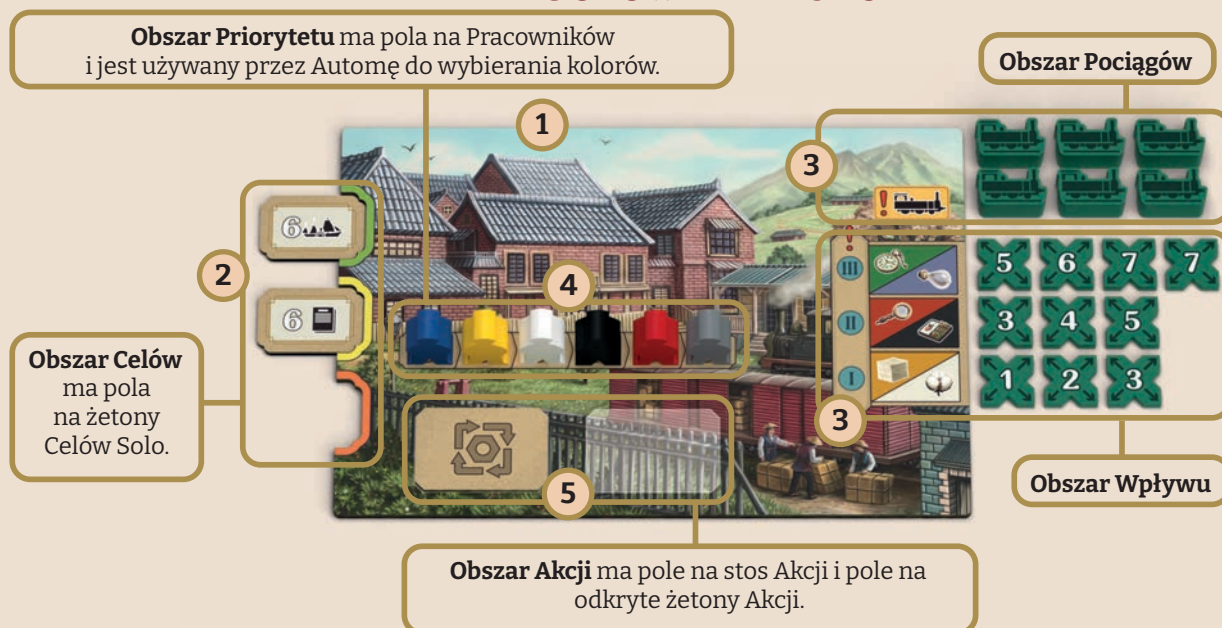 Obszar Priorytetu ma pola na Pracowników
i jest używany przez Automę do wybierania kolorów.
Obszar Pociągów
1
3
2
6
6
4
!
!
III
II
I
5 6 7 7
3 4 5
1 2 3
3
Obszar Celów
ma pola
na żetony
Celów Solo.
5
Obszar Wpływu
Obszar Akcji ma pole na stos Akcji i pole na
odkryte żetony Akcji.